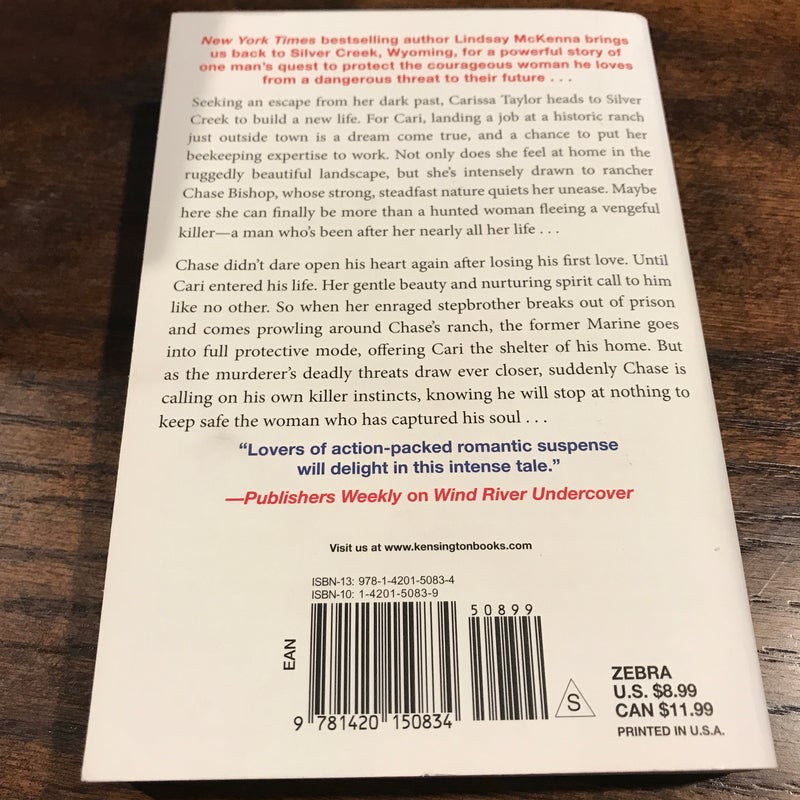 New York Times bestselling author Lindsay McKenna brings
us back to Silver Creek, Wyoming, for a powerful story of
one man's quest to protect the courageous woman he loves
from a dangerous threat to their future . . .
Seeking an escape from her dark past, Carissa Taylor heads to Silver
Creek to build a new life. For Cari, landing a job at a historic ranch
just outside town is a dream come true, and a chance to put her
beekeeping expertise to work. Not only does she feel at home in the
ruggedly beautiful landscape, but she's intensely drawn to rancher
Chase Bishop, whose strong, steadfast nature quiets her unease. Maybe
here she can finally be more than a hunted woman fleeing a vengeful
killer—a man who's been after her nearly all her life . . .
Chase didn't dare open his heart again after losing his first love. Until
Cari entered his life. Her gentle beauty and nurturing spirit call to him
like no other. So when her enraged stepbrother breaks out of prison
and comes prowling around Chase's ranch, the former Marine goes
into full protective mode, offering Cari the shelter of his home. But
as the murderer's deadly threats draw ever closer, suddenly Chase is
calling on his own killer instincts, knowing he will stop at nothing to
keep safe the woman who has captured his soul . . .
“Lovers of action-packed romantic suspense
will delight in this intense tale.”
—Publishers Weekly on Wind River Undercover
Visit us at www.kensingtonbooks.com
ISBN-13: 978-1-4201-5083-4
ISBN-10: 1-4201-5083-9
50899
EAN
9 781420 150834
S
ZEBRA
U.S. $8.99
CAN $11.99
PRINTED IN U.S.A.